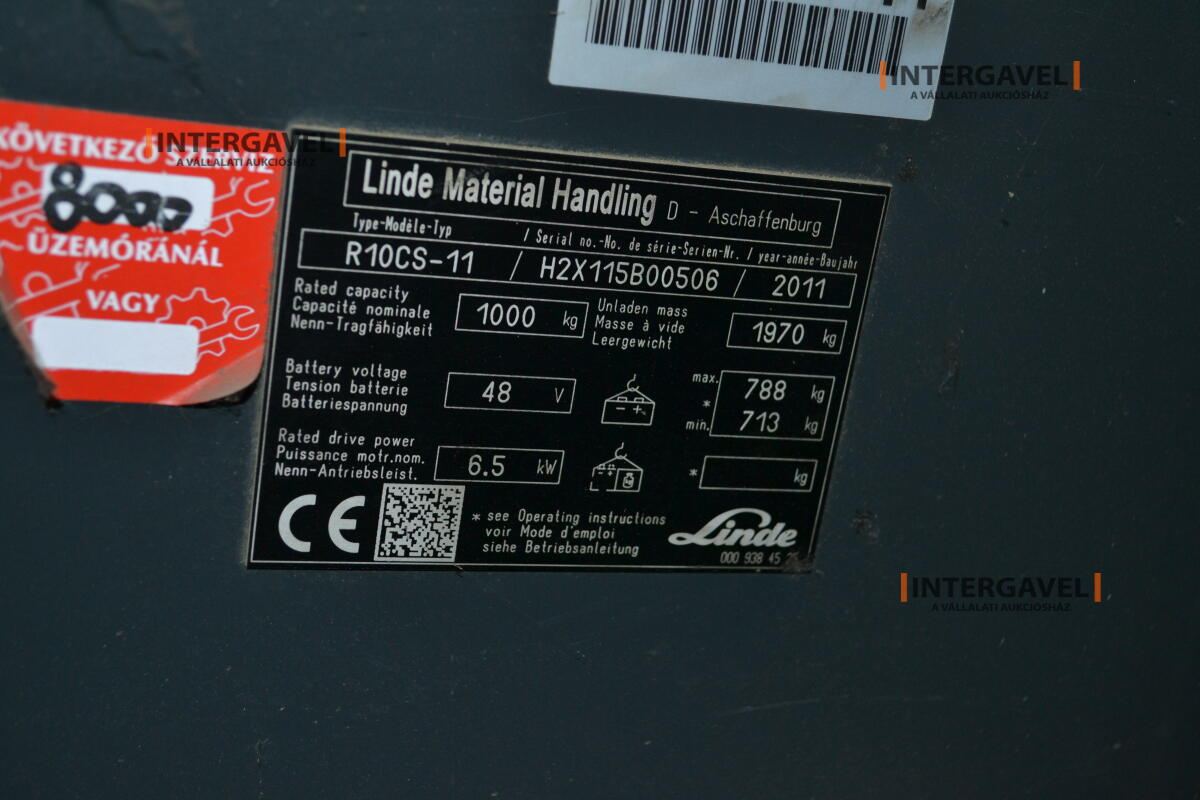 INTERGAVEL
A VÁLLALATI AUKCIÓSHÁZ
KÖVETKEZŐ SZERVIZ
8000
ÜZEMÓRÁNÁL
VAGY
INTERGAVEL
A VÁLLALATI AUKCIÓSHÁZ
Linde Material Handling D - Aschaffenburg
Type-Modèle-Typ / Serial no.-No. de série-Serien-Nr. / year-année-Baujahr
R10CS-11 / H2X115B00506 / 2011
Rated capacity
Capacité nominale
Nenn-Tragfähigkeit
1000 kg
Unladen mass
Masse à vide
Leergewicht
1970 kg
Battery voltage
Tension batterie
Batteriespannung
48 V
max. 788 kg
*
min. 713 kg
Rated drive power
Puissance motr.nom.
Nenn-Antriebsleist.
6.5 kW
* kg
CE
* see Operating instructions
voir Mode d'emploi
siehe Betriebsanleitung
Linde
000 938 45
INTERGAVEL
A VÁLLALATI AUKCIÓSHÁZ